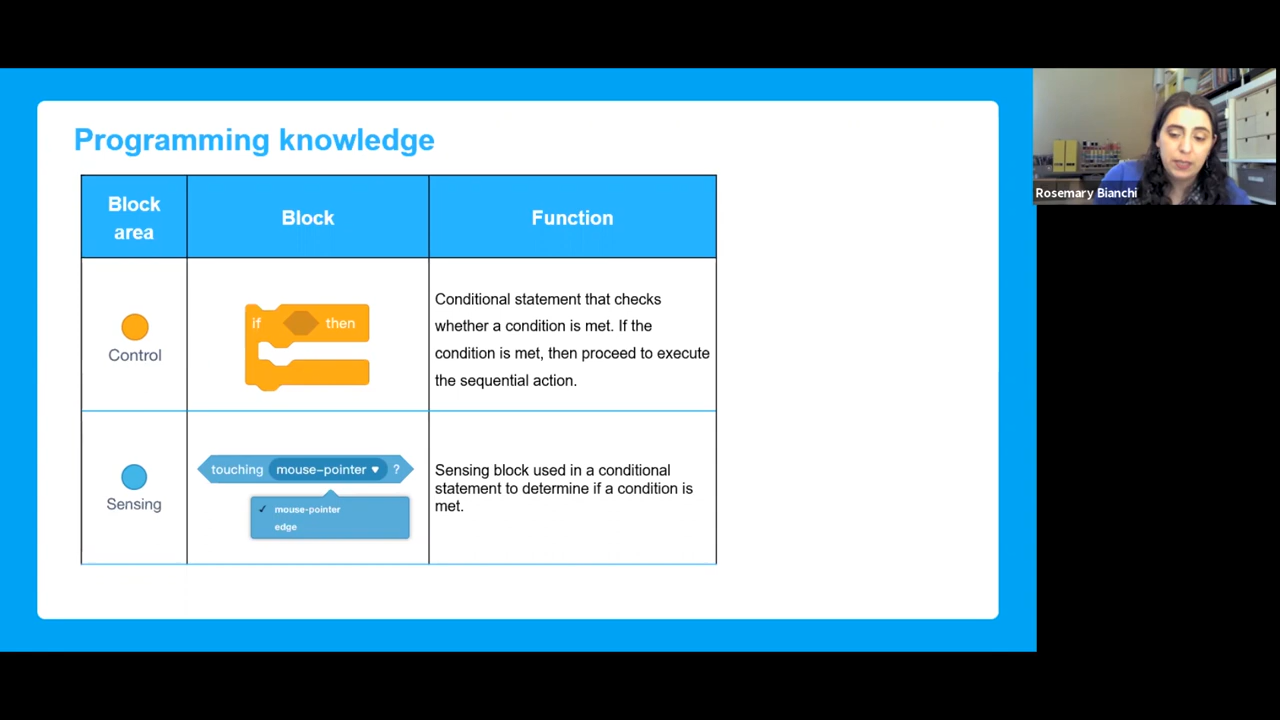 Programming knowledge
Block
area
Block
Function
if then
Control
Conditional statement that checks
whether a condition is met. If the
condition is met, then proceed to execute
the sequential action.
touching mouse-pointer ▾ ?
✓ mouse-pointer
edge
Sensing
Sensing block used in a conditional
statement to determine if a condition is
met.
Rosemary Bianchi